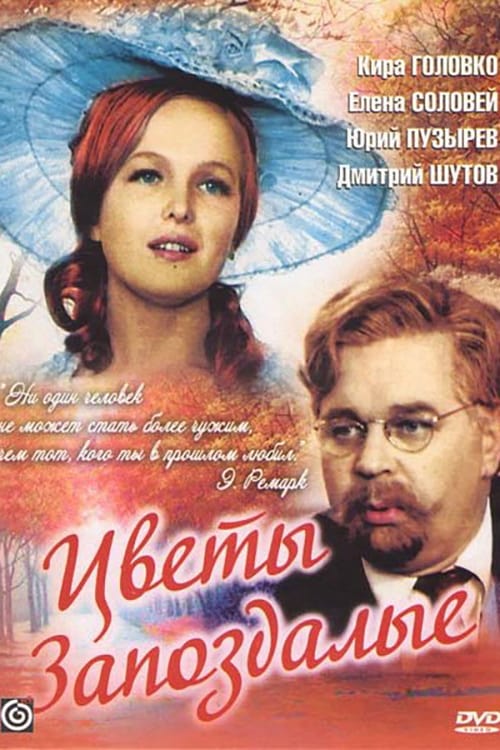 Кира ГОЛОВКО
Елена СОЛОВЕЙ
Юрий ПУЗЫРЕВ
Дмитрий ШУТОВ
"Ни один человек
не может стать более чужим,
чем тот, кого ты в прошлом любил."
Э. Ремарк
Цветы
Запоздалые
DVD
VIDEO